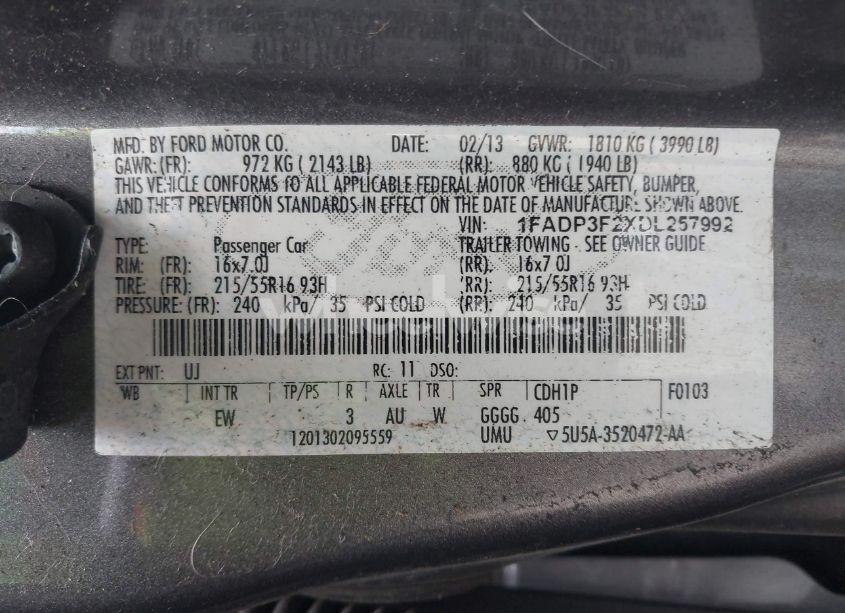 MFD. BY FORD MOTOR CO. DATE: 02/13 GVWR: 1810 KG ( 3990 LB)
GAWR: (FR): 972 KG ( 2143 LB) (RR): 880 KG ( 1940 LB)
THIS VEHICLE CONFORMS TO ALL APPLICABLE FEDERAL MOTOR VEHICLE SAFETY, BUMPER,
AND THEFT PREVENTION STANDARDS IN EFFECT ON THE DATE OF MANUFACTURE SHOWN ABOVE.
VIN: 1FADP3F2XDL257992
TYPE: Passenger Car TRAILER TOWING - SEE OWNER GUIDE
RIM: (FR): 16x7.0J (RR): 16x7.0J
TIRE: (FR): 215/55R16 93H (RR): 215/55R16 93H
PRESSURE: (FR): 240 kPa/ 35 PSI COLD (RR): 240 kPa/ 35 PSI COLD
EXT PNT: UJ RC: 11 DSO:
WB INT TR TP/PS R AXLE TR SPR CDH1P F0103
EW 3 AU W GGGG 405
1201302095559 UMU ▽5U5A-3520472-AA